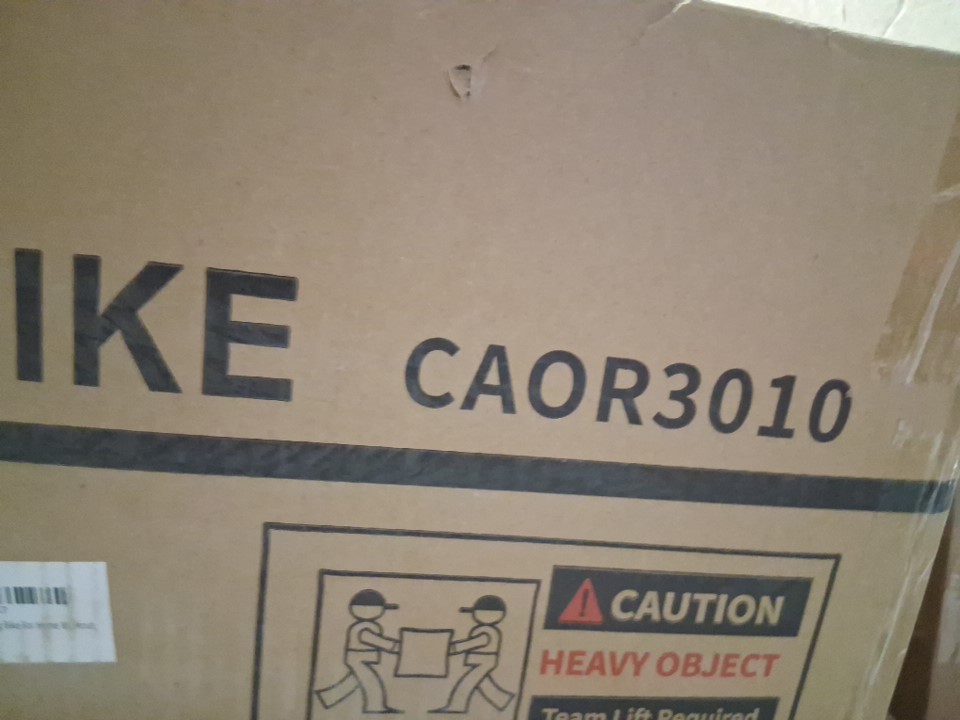 IKE CAOR3010
CAUTION
HEAVY OBJECT
Team Lift Required